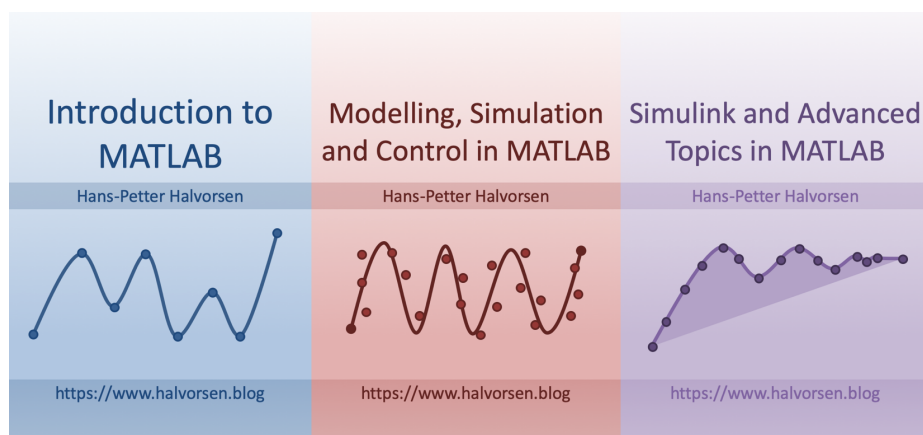 Introduction to
MATLAB
Hans-Petter Halvorsen
https://www.halvorsen.blog
Modelling, Simulation
and Control in MATLAB
Hans-Petter Halvorsen
https://www.halvorsen.blog
Simulink and Advanced
Topics in MATLAB
Hans-Petter Halvorsen
https://www.halvorsen.blog